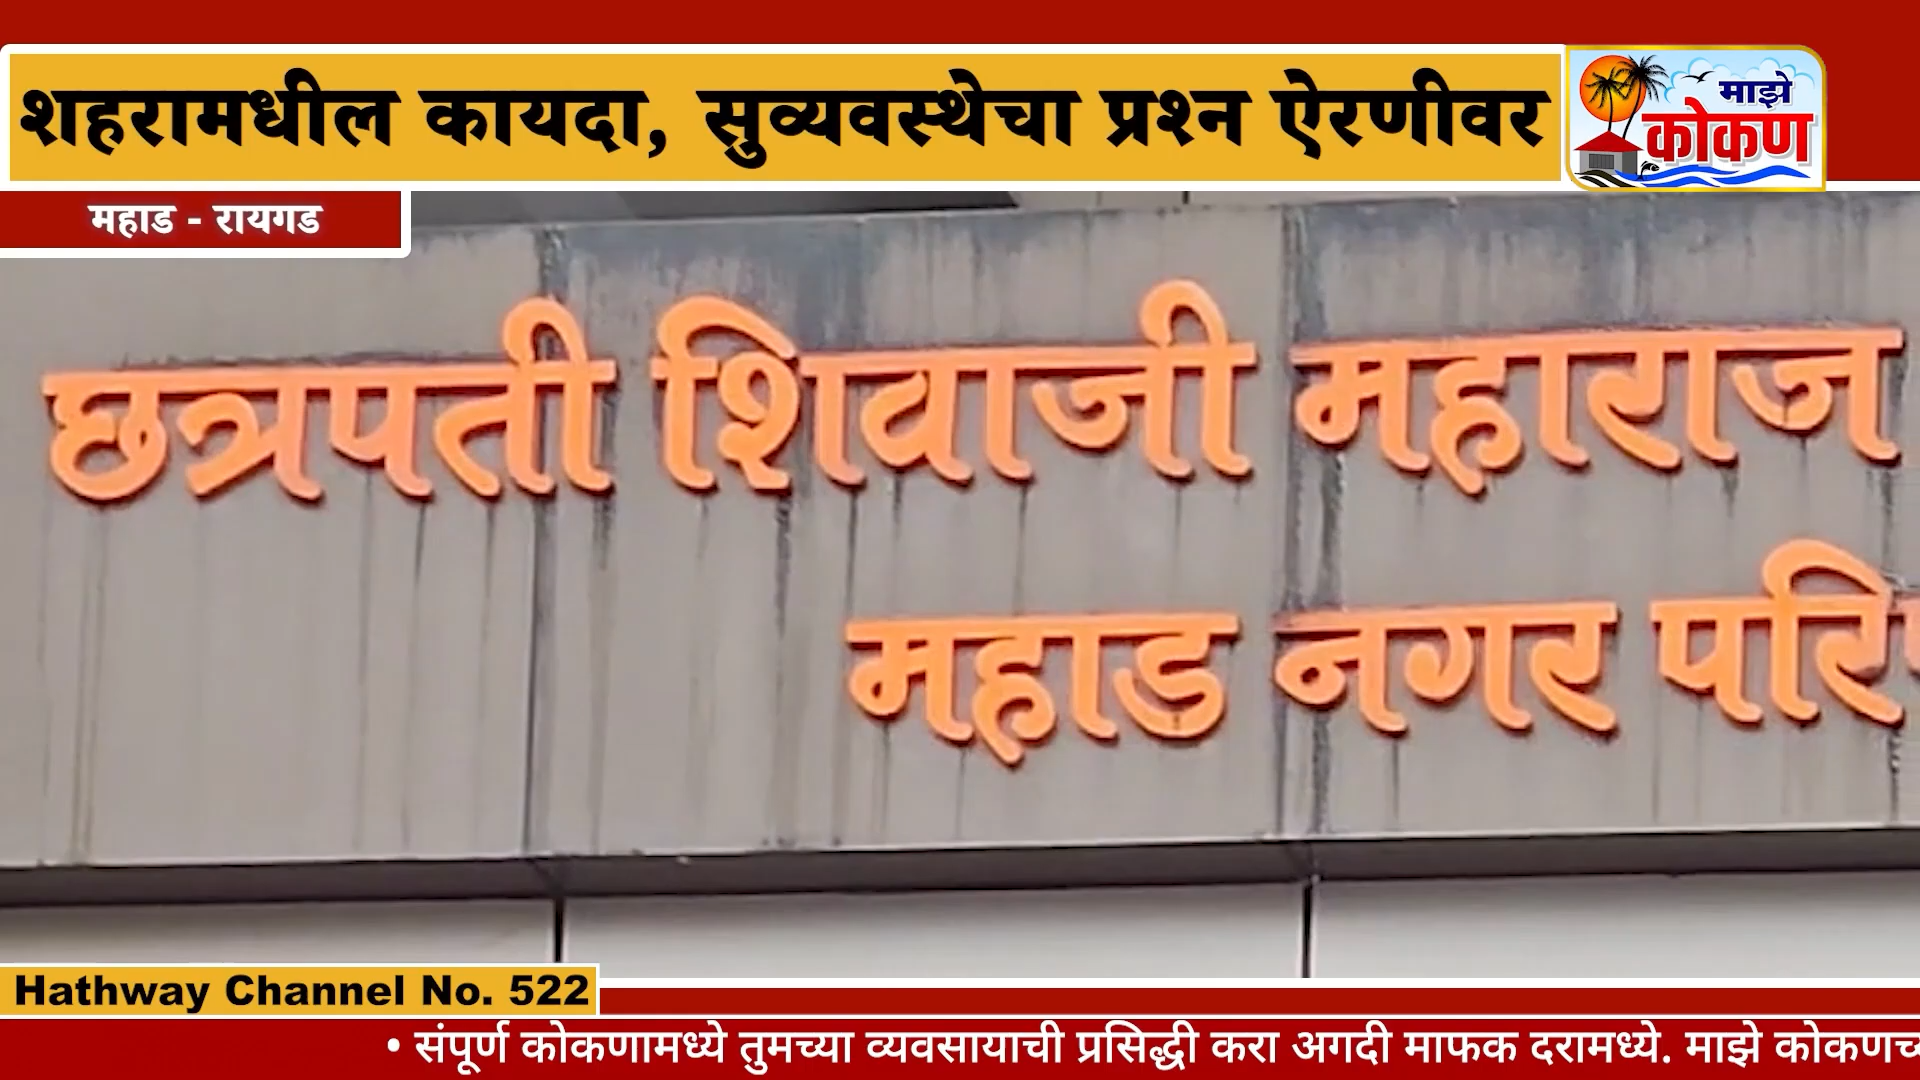 शहरामधील कायदा, सुव्यवस्थेचा प्रश्न ऐरणीवर
माझे
कोकण
महाड - रायगड
छत्रपती शिवाजी महाराज
महाड नगर
Hathway Channel No. 522
• संपूर्ण कोकणामध्ये तुमच्या व्यवसायाची प्रसिद्धी करा अगदी माफक दरामध्ये. माझे